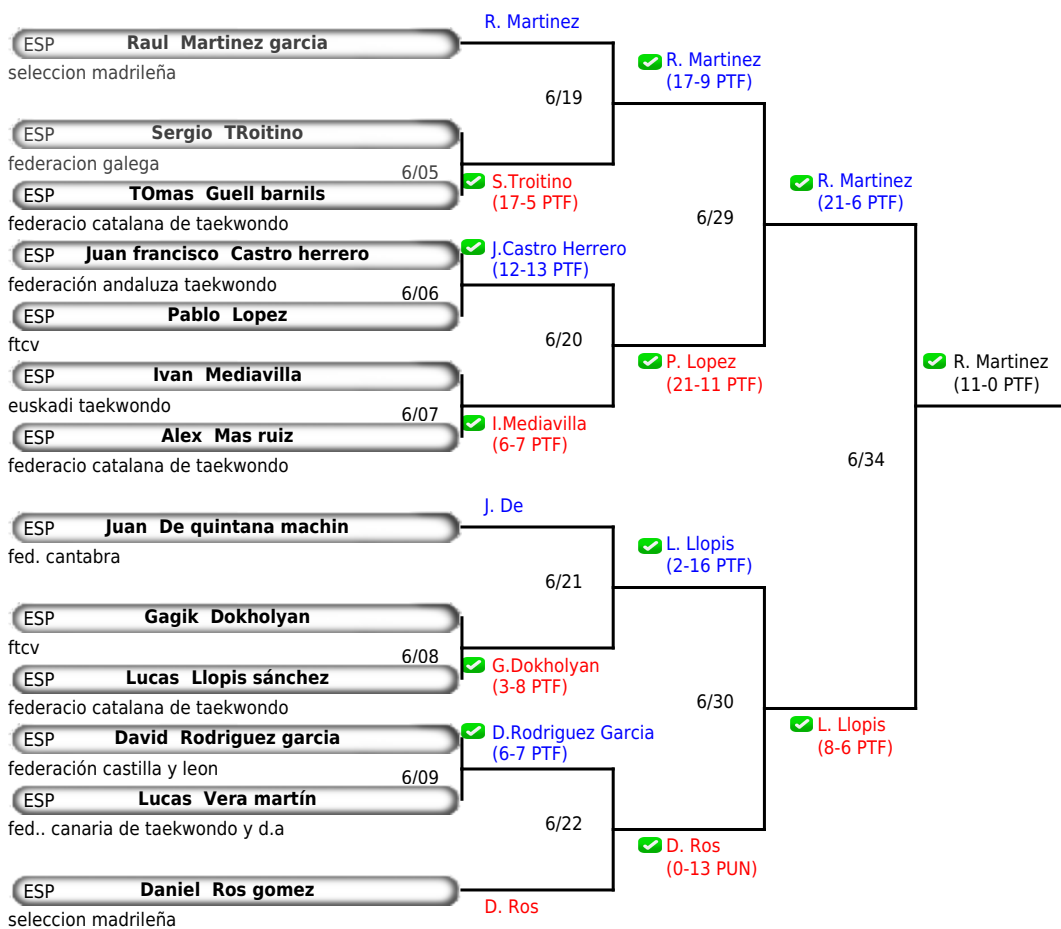 R. Martinez
ESP Raul Martinez garcia
seleccion madrileña
R. Martinez
(17-9 PTF)
6/19
ESP Sergio TRoitino
federacion galega
6/05
S.Troitino
(17-5 PTF)
ESP TOmas Guell barnils
federacio catalana de taekwondo
R. Martinez
(21-6 PTF)
6/29
ESP Juan francisco Castro herrero
federación andaluza taekwondo
J.Castro Herrero
(12-13 PTF)
6/06
ESP Pablo Lopez
ftcv
6/20
P. Lopez
(21-11 PTF)
R. Martinez
(11-0 PTF)
ESP Ivan Mediavilla
euskadi taekwondo
6/07
I.Mediavilla
(6-7 PTF)
ESP Alex Mas ruiz
federacio catalana de taekwondo
6/34
J. De
ESP Juan De quintana machin
fed. cantabra
L. Llopis
(2-16 PTF)
6/21
ESP Gagik Dokholyan
ftcv
6/08
G.Dokholyan
(3-8 PTF)
ESP Lucas Llopis sánchez
federacio catalana de taekwondo
6/30
L. Llopis
(8-6 PTF)
ESP David Rodriguez garcia
federación castilla y leon
D.Rodriguez Garcia
(6-7 PTF)
6/09
ESP Lucas Vera martín
fed.. canaria de taekwondo y d.a
6/22
D. Ros
(0-13 PUN)
ESP Daniel Ros gomez
seleccion madrileña
D. Ros